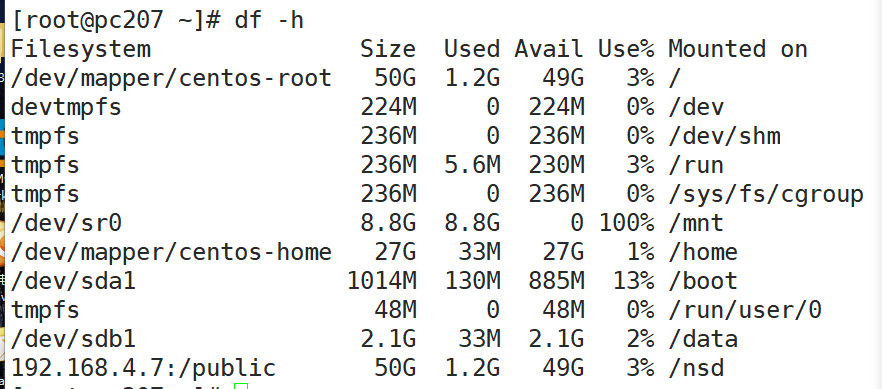 [root@pc207 ~]# df -h
Filesystem Size Used Avail Use% Mounted on
/dev/mapper/centos-root 50G 1.2G 49G 3% /
devtmpfs 224M 0 224M 0% /dev
tmpfs 236M 0 236M 0% /dev/shm
tmpfs 236M 5.6M 230M 3% /run
tmpfs 236M 0 236M 0% /sys/fs/cgroup
/dev/sr0 8.8G 8.8G 0 100% /mnt
/dev/mapper/centos-home 27G 33M 27G 1% /home
/dev/sda1 1014M 130M 885M 13% /boot
tmpfs 48M 0 48M 0% /run/user/0
/dev/sdb1 2.1G 33M 2.1G 2% /data
192.168.4.7:/public 50G 1.2G 49G 3% /nsd